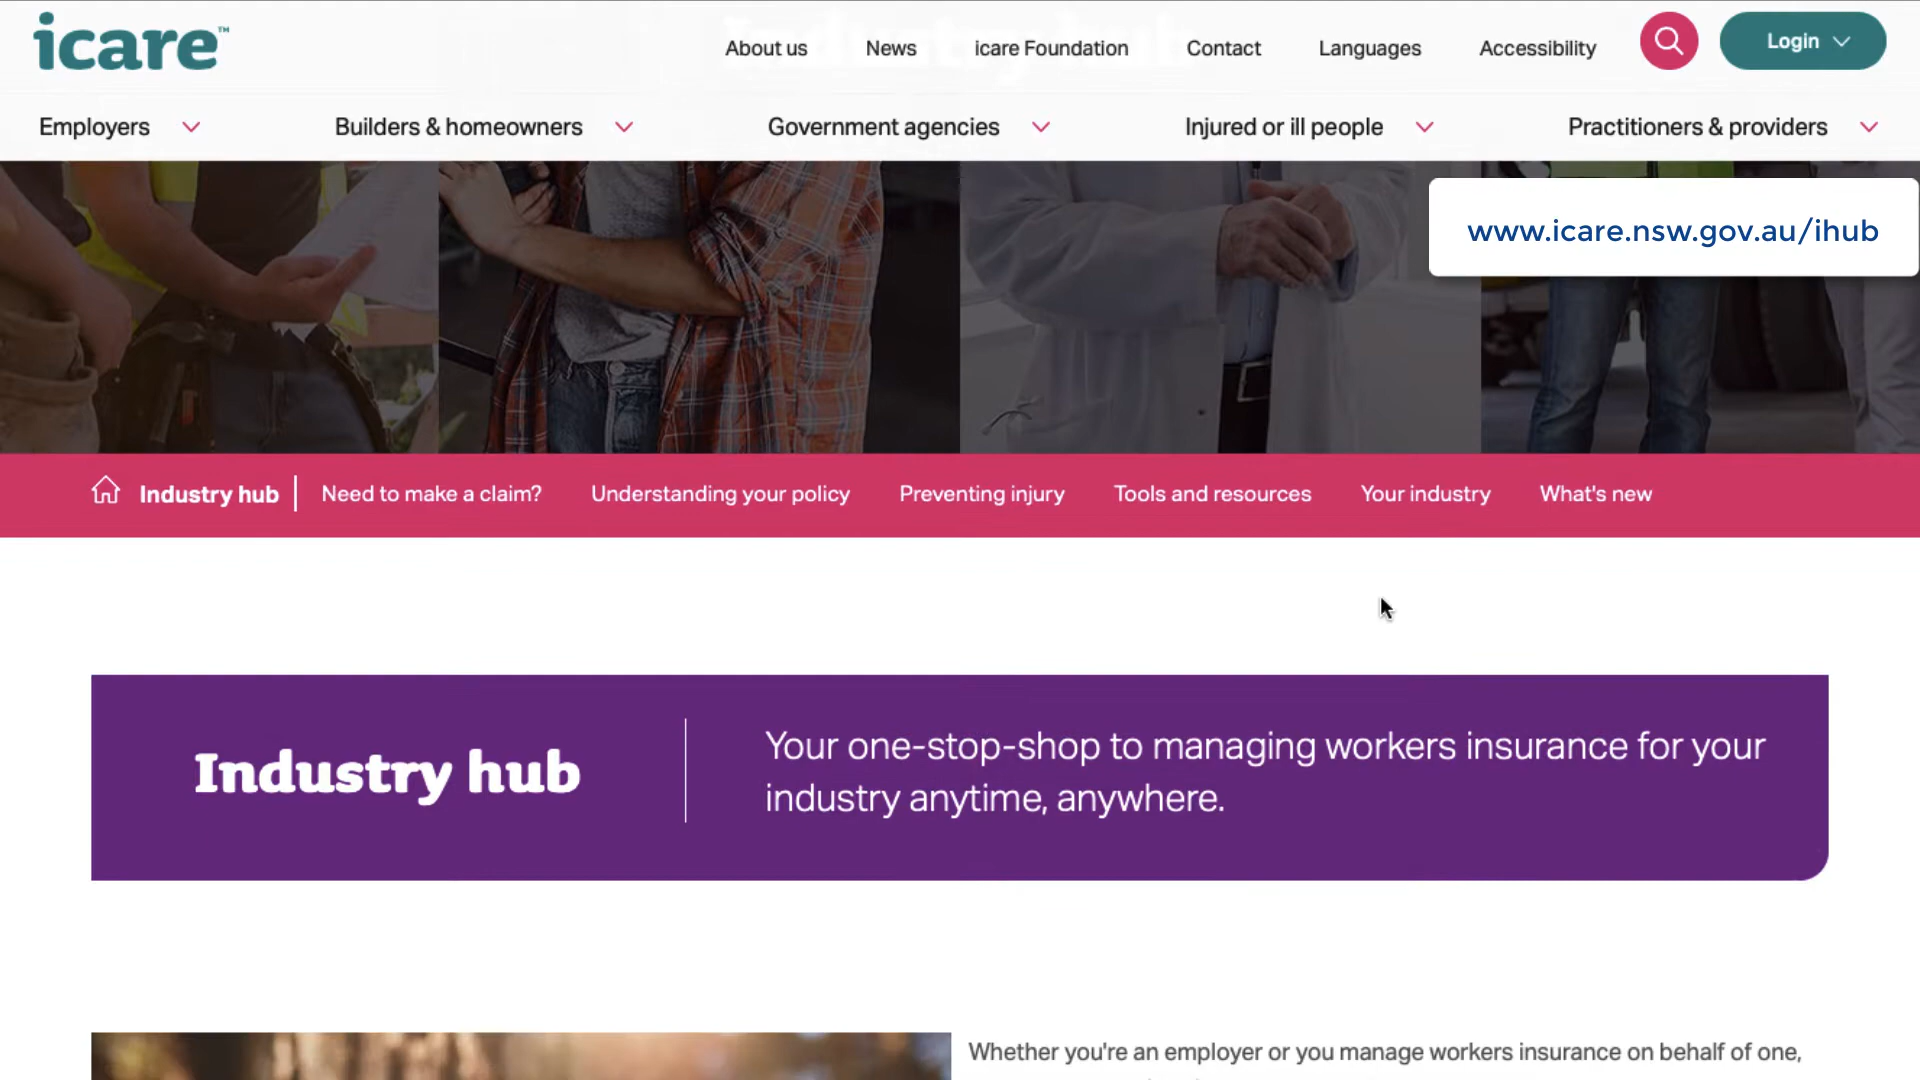 icare™
About us
News
icare Foundation
Contact
Languages
Accessibility
Login
Employers
Builders & homeowners
Government agencies
Injured or ill people
Practitioners & providers
www.icare.nsw.gov.au/ihub
Industry hub
Need to make a claim?
Understanding your policy
Preventing injury
Tools and resources
Your industry
What's new
Industry hub
Your one-stop-shop to managing workers insurance for your
industry anytime, anywhere.
Whether you're an employer or you manage workers insurance on behalf of one,